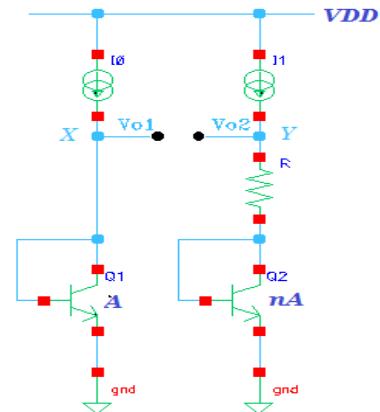 VDD
I0 I1
X Vo1 Vo2 Y
R
Q1 Q2
A nA
gnd gnd